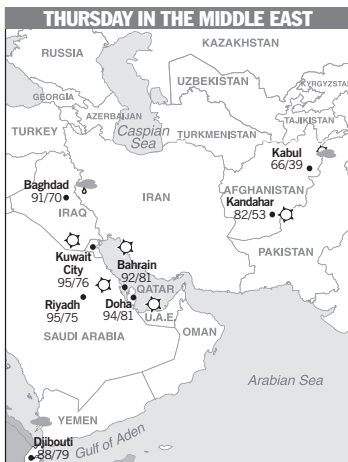 THURSDAY IN THE MIDDLE EAST
KAZAKHSTAN
RUSSIA
UZBEKISTAN
KYRGYZSTAN
GEORGIA
TAJIKISTAN
AZERBAIJAN
TURKEY
Caspian
Sea
TURKMENISTAN
Kabul
66/39
Baghdad
91/70
IRAN
AFGHANISTAN
Kandahar
82/53
IRAQ
PAKISTAN
Kuwait
City
95/76
Bahrain
92/81
QATAR
Riyadh
95/75
Doha
94/81
U.A.E.
SAUDI ARABIA
OMAN
Arabian Sea
YEMEN
Djibouti
88/79
Gulf of Aden